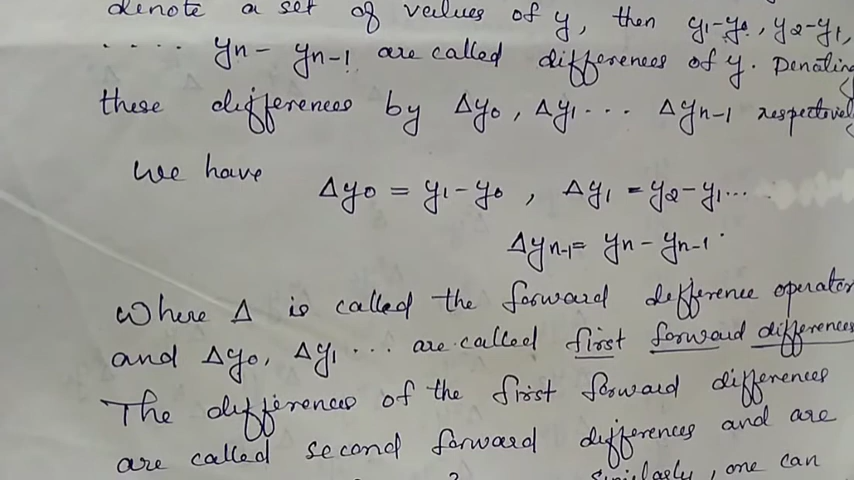 denote a set of values of y, then y1-y0, y2-y1,
.... yn - yn-1 are called differences of y. Denoting
these differences by Δy0, Δy1 ... Δyn-1 respectivel
we have
Δy0 = y1-y0 , Δy1 = y2-y1...
Δyn-1= yn - yn-1.
Where Δ is called the forward difference operator
and Δy0, Δy1 ... are called first forward differences
The differences of the first forward differences
are called second forward differences and are
similarly, one can